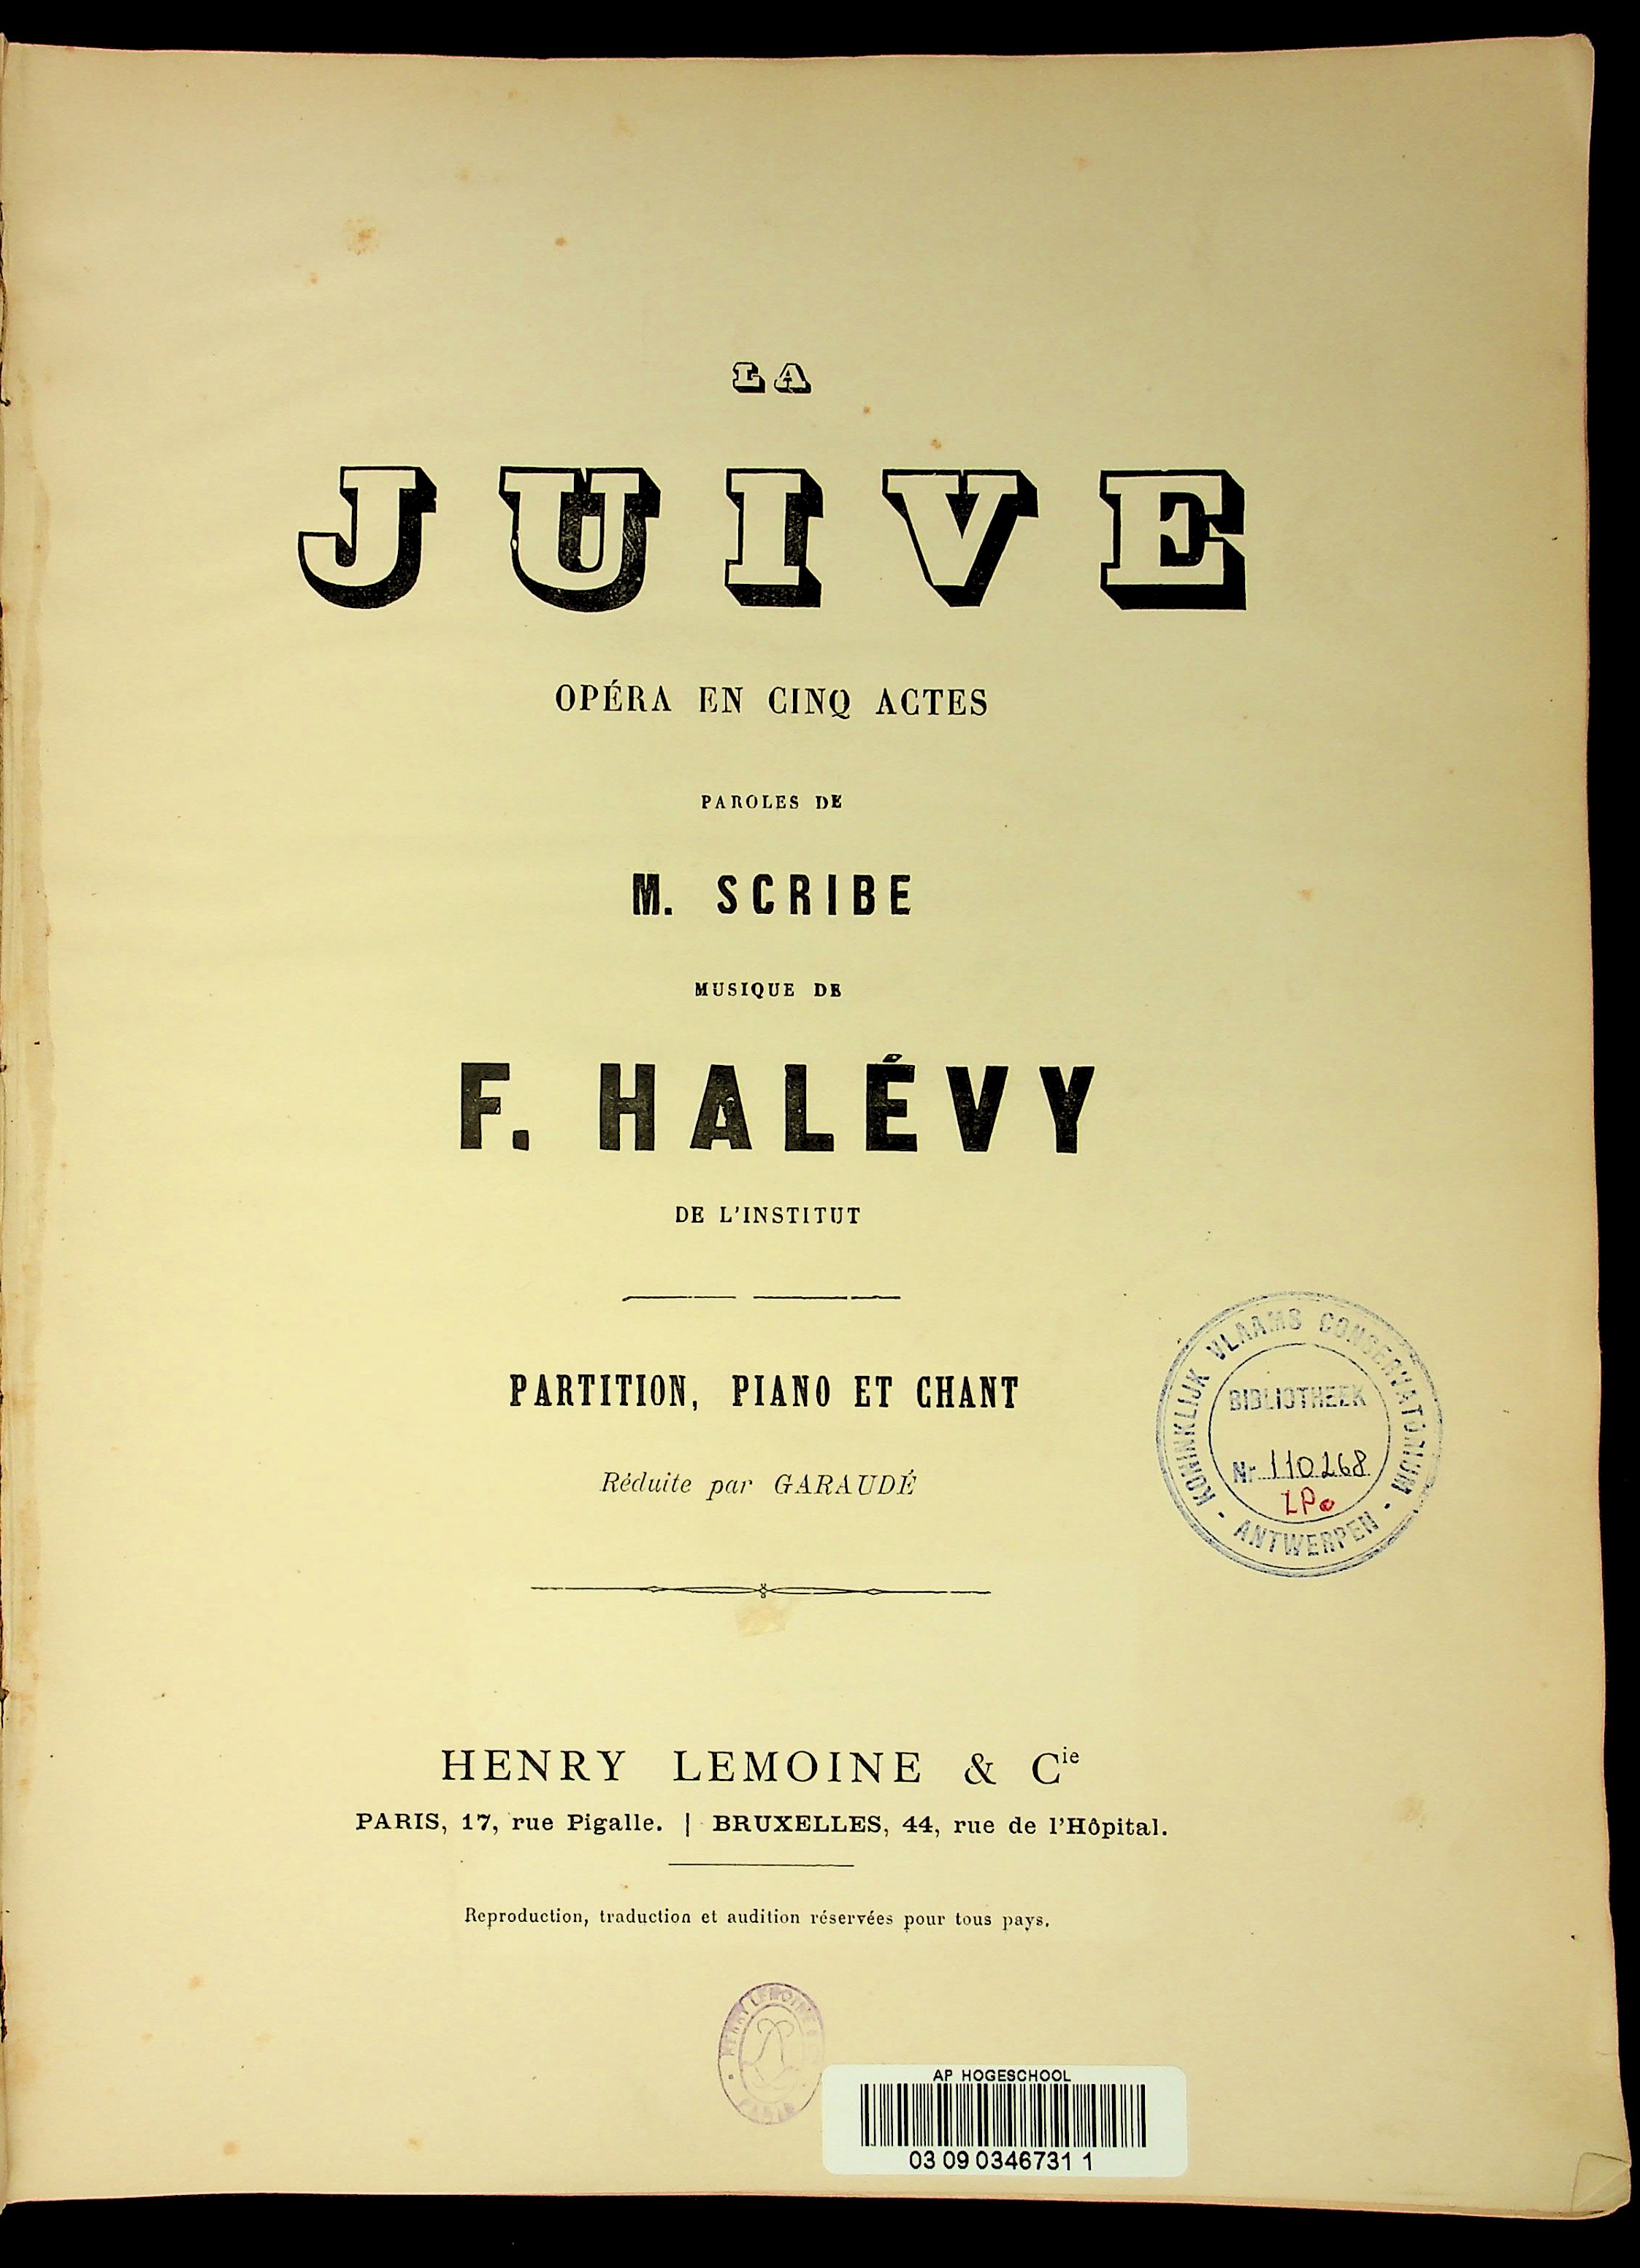 LA
JUIVE
OPÉRA EN CINQ ACTES
PAROLES DE
M. SCRIBE
MUSIQUE DE
F. HALÉVY
DE L'INSTITUT
PARTITION, PIANO ET CHANT
Réduite par GARAUDÉ
KONINKLIJK VLAAMS CONSERVATORIUM
BIBLIOTHEEK
Nr 110268
- ANTWERPEN -
HENRY LEMOINE & Cie
PARIS, 17, rue Pigalle. | BRUXELLES, 44, rue de l'Hôpital.
Reproduction, traduction et audition réservées pour tous pays.
HENRY LEMOINE
PARIS
AP HOGESCHOOL
03 09 0346731 1